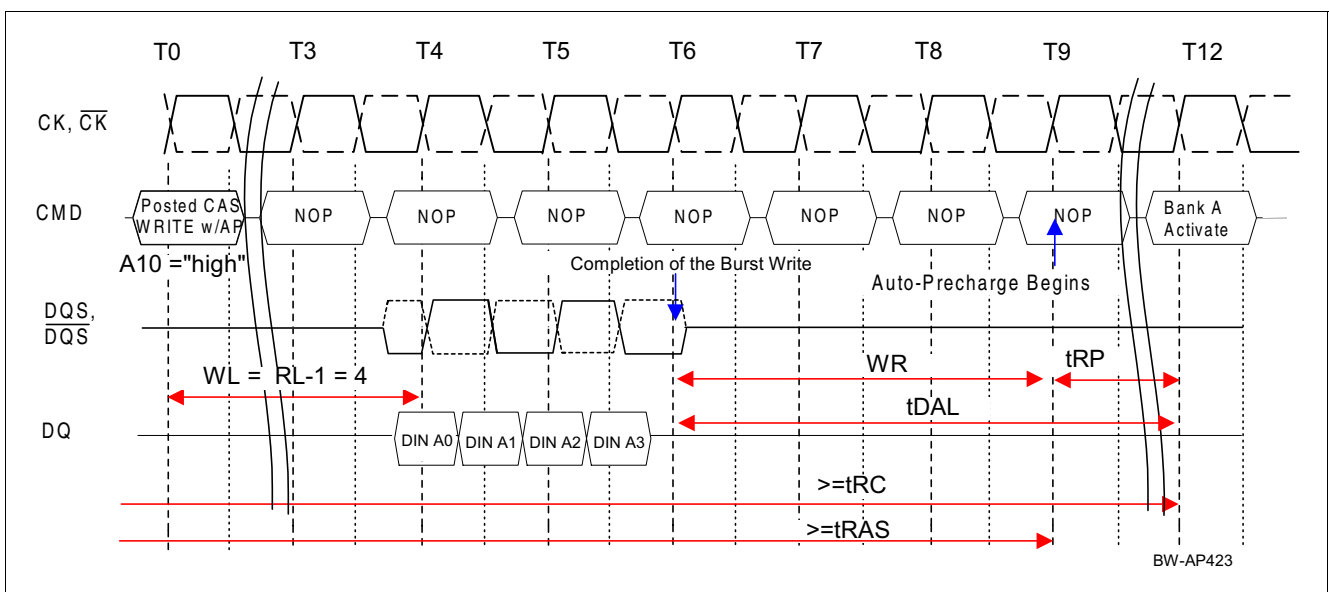 T0 T3 T4 T5 T6 T7 T8 T9 T12
CK, CK
CMD
Posted CAS
WRITE w/AP
NOP NOP NOP NOP NOP NOP NOP
Bank A
Activate
A10 ="high"
Completion of the Burst Write
Auto-Precharge Begins
DQS,
DQS
WL = RL-1 = 4
WR
tRP
tDAL
DQ
DIN A0 DIN A1 DIN A2 DIN A3
>=tRC
>=tRAS
BW-AP423